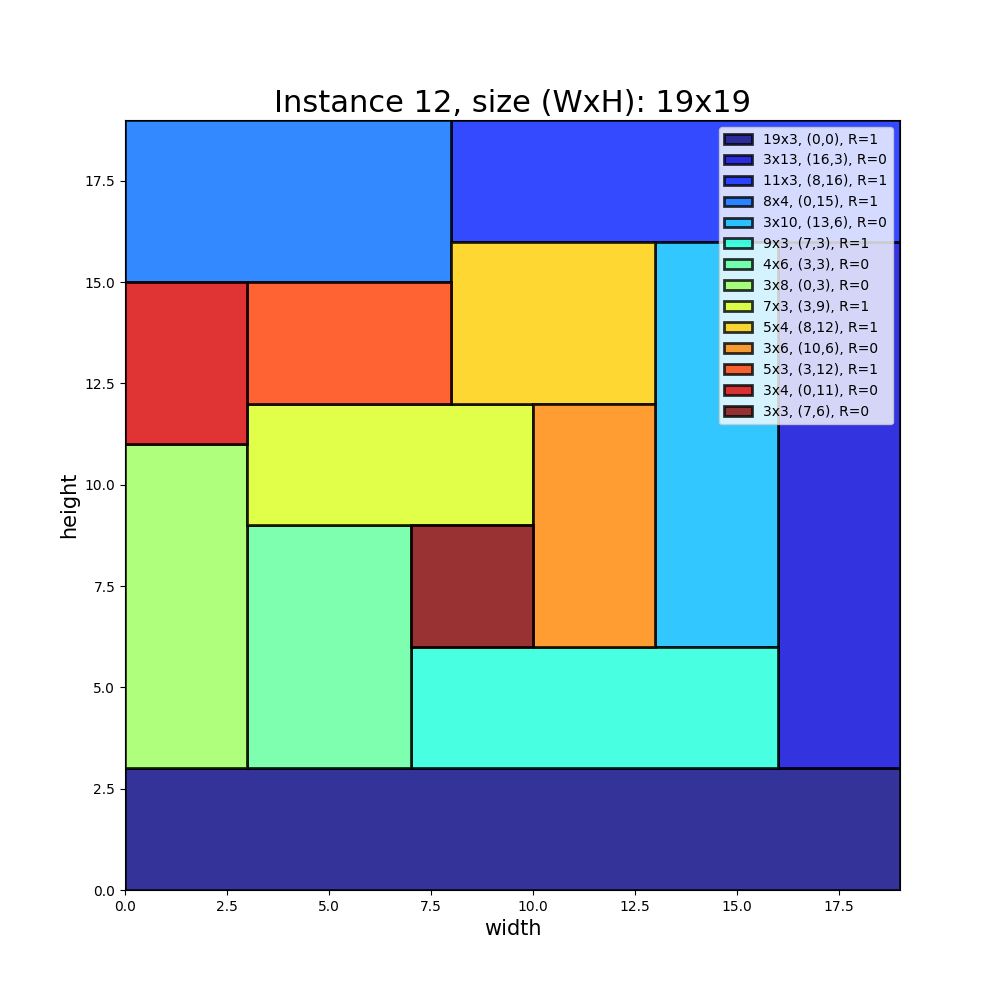 Instance 12, size (WxH): 19x19
19x3, (0,0), R=1
3x13, (16,3), R=0
11x3, (8,16), R=1
8x4, (0,15), R=1
3x10, (13,6), R=0
9x3, (7,3), R=1
4x6, (3,3), R=0
3x8, (0,3), R=0
7x3, (3,9), R=1
5x4, (8,12), R=1
3x6, (10,6), R=0
5x3, (3,12), R=1
3x4, (0,11), R=0
3x3, (7,6), R=0
height
17.5
15.0
12.5
10.0
7.5
5.0
2.5
0.0
0.0 2.5 5.0 7.5 10.0 12.5 15.0 17.5
width